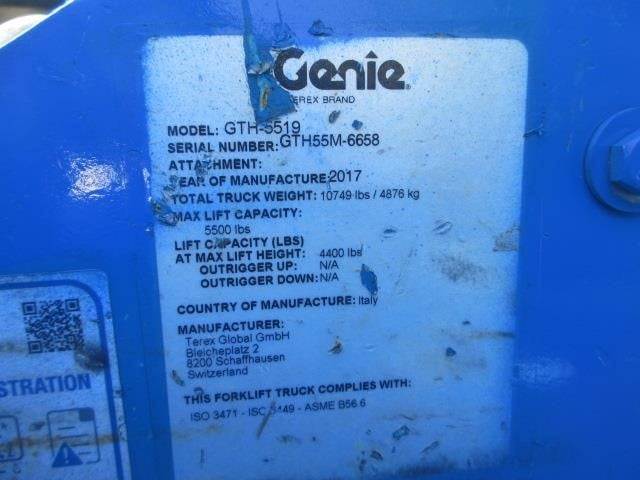 Genie
TEREX BRAND
MODEL: GTH-5519
SERIAL NUMBER: GTH55M-6658
ATTACHMENT:
YEAR OF MANUFACTURE: 2017
TOTAL TRUCK WEIGHT: 10749 lbs / 4876 kg
MAX LIFT CAPACITY:
5500 lbs
LIFT CAPACITY (LBS)
AT MAX LIFT HEIGHT: 4400 lbs
OUTRIGGER UP: N/A
OUTRIGGER DOWN: N/A
COUNTRY OF MANUFACTURE: Italy
MANUFACTURER:
Terex Global GmbH
Bleicheplatz 2
8200 Schaffhausen
Switzerland
THIS FORKLIFT TRUCK COMPLIES WITH:
ISO 3471 - ISO 3449 - ASME B56.6
STRATION